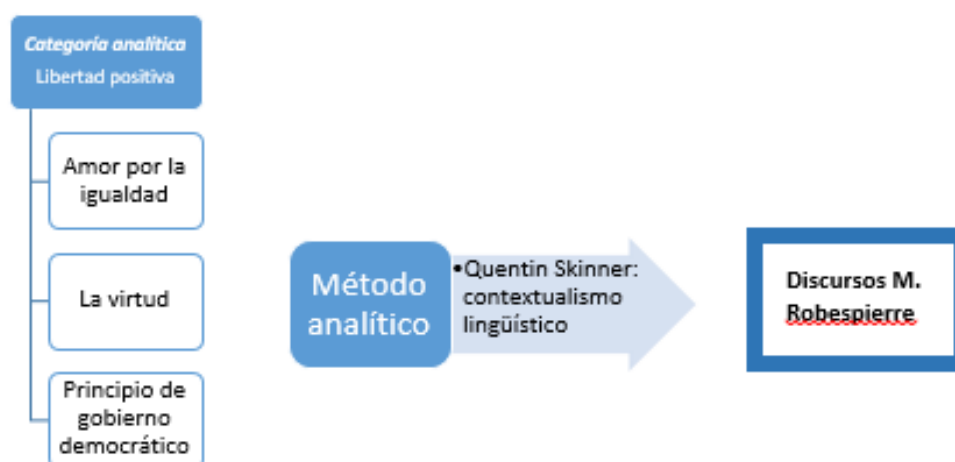 Categoría analítica
Libertad positiva
Amor por la
igualdad
La virtud
Principio de
gobierno
democrático
Método
analítico
•Quentin Skinner:
contextualismo
lingüístico
Discursos M.
Robespierre